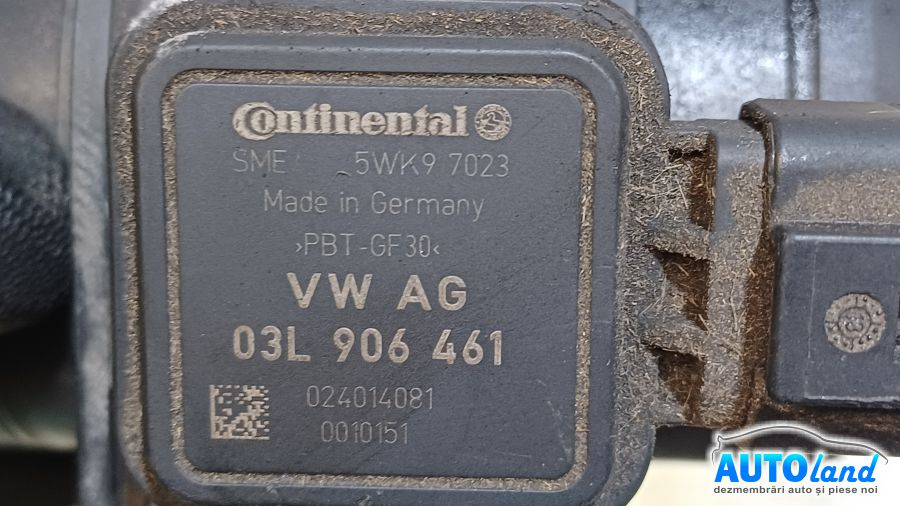 Continental
SME 5WK9 7023
Made in Germany
›PBT-GF30‹
VW AG
03L 906 461
024014081
0010151
AUTOland
dezmembrări auto și piese noi